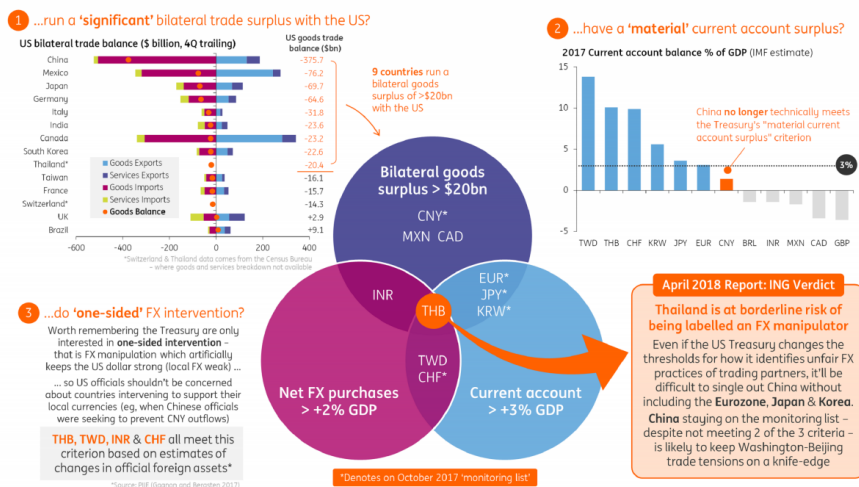 1 ...run a ‘significant’ bilateral trade surplus with the US?
US bilateral trade balance ($ billion, 4Q trailing)
US goods trade
balance ($bn)
China -375.7
Mexico -76.2
Japan -69.7
Germany -64.6
Italy -31.8
India -23.6
Canada -23.2
South Korea -22.6
Thailand* -20.4
Taiwan -16.1
France -15.7
Switzerland* -14.3
UK +2.9
Brazil +9.1
Goods Exports
Services Exports
Goods Imports
Services Imports
Goods Balance
-600 -400 -200 0 200 400
*Switzerland & Thailand data comes from the Census Bureau
– where goods and services breakdown not available
9 countries run a
bilateral goods
surplus of >$20bn
with the US
2 ...have a ‘material’ current account surplus?
2017 Current account balance % of GDP (IMF estimate)
15
10
5
0
-5
China no longer technically meets
the Treasury's "material current
account surplus" criterion
3%
TWD THB CHF KRW JPY EUR CNY BRL INR MXN CAD GBP
Bilateral goods
surplus > $20bn
CNY*
MXN CAD
INR
EUR*
JPY*
KRW*
THB
TWD
CHF*
Net FX purchases
> +2% GDP
Current account
> +3% GDP
*Denotes on October 2017 'monitoring list'
3 ...do ‘one-sided’ FX intervention?
Worth remembering the Treasury are only
interested in one-sided intervention –
that is FX manipulation which artificially
keeps the US dollar strong (local FX weak) ...
... so US officials shouldn't be concerned
about countries intervening to support their
local currencies (eg, when Chinese officials
were seeking to prevent CNY outflows)
THB, TWD, INR & CHF all meet this
criterion based on estimates of
changes in official foreign assets*
*Source: PIIE (Gagnon and Bergsten 2017)
April 2018 Report: ING Verdict
Thailand is at borderline risk of
being labelled an FX manipulator
Even if the US Treasury changes the
thresholds for how it identifies unfair FX
practices of trading partners, it'll be
difficult to single out China without
including the Eurozone, Japan & Korea.
China staying on the monitoring list –
despite not meeting 2 of the 3 criteria –
is likely to keep Washington-Beijing
trade tensions on a knife-edge